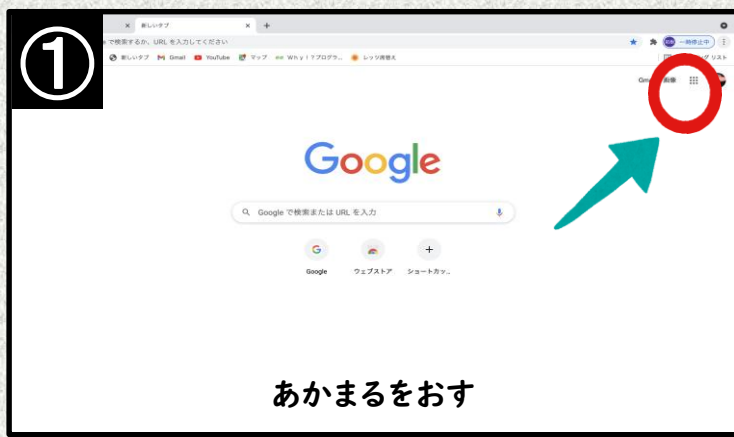 ①
新しいタブ
で検索するか、URL を入力してください
一時停止中
新しいタブ Gmail YouTube マップ Why!?プログラ… レッツ両替え
リスト
画像
Google
Google で検索または URL を入力
Google ウェブストア ショートカッ…
あかまるをおす